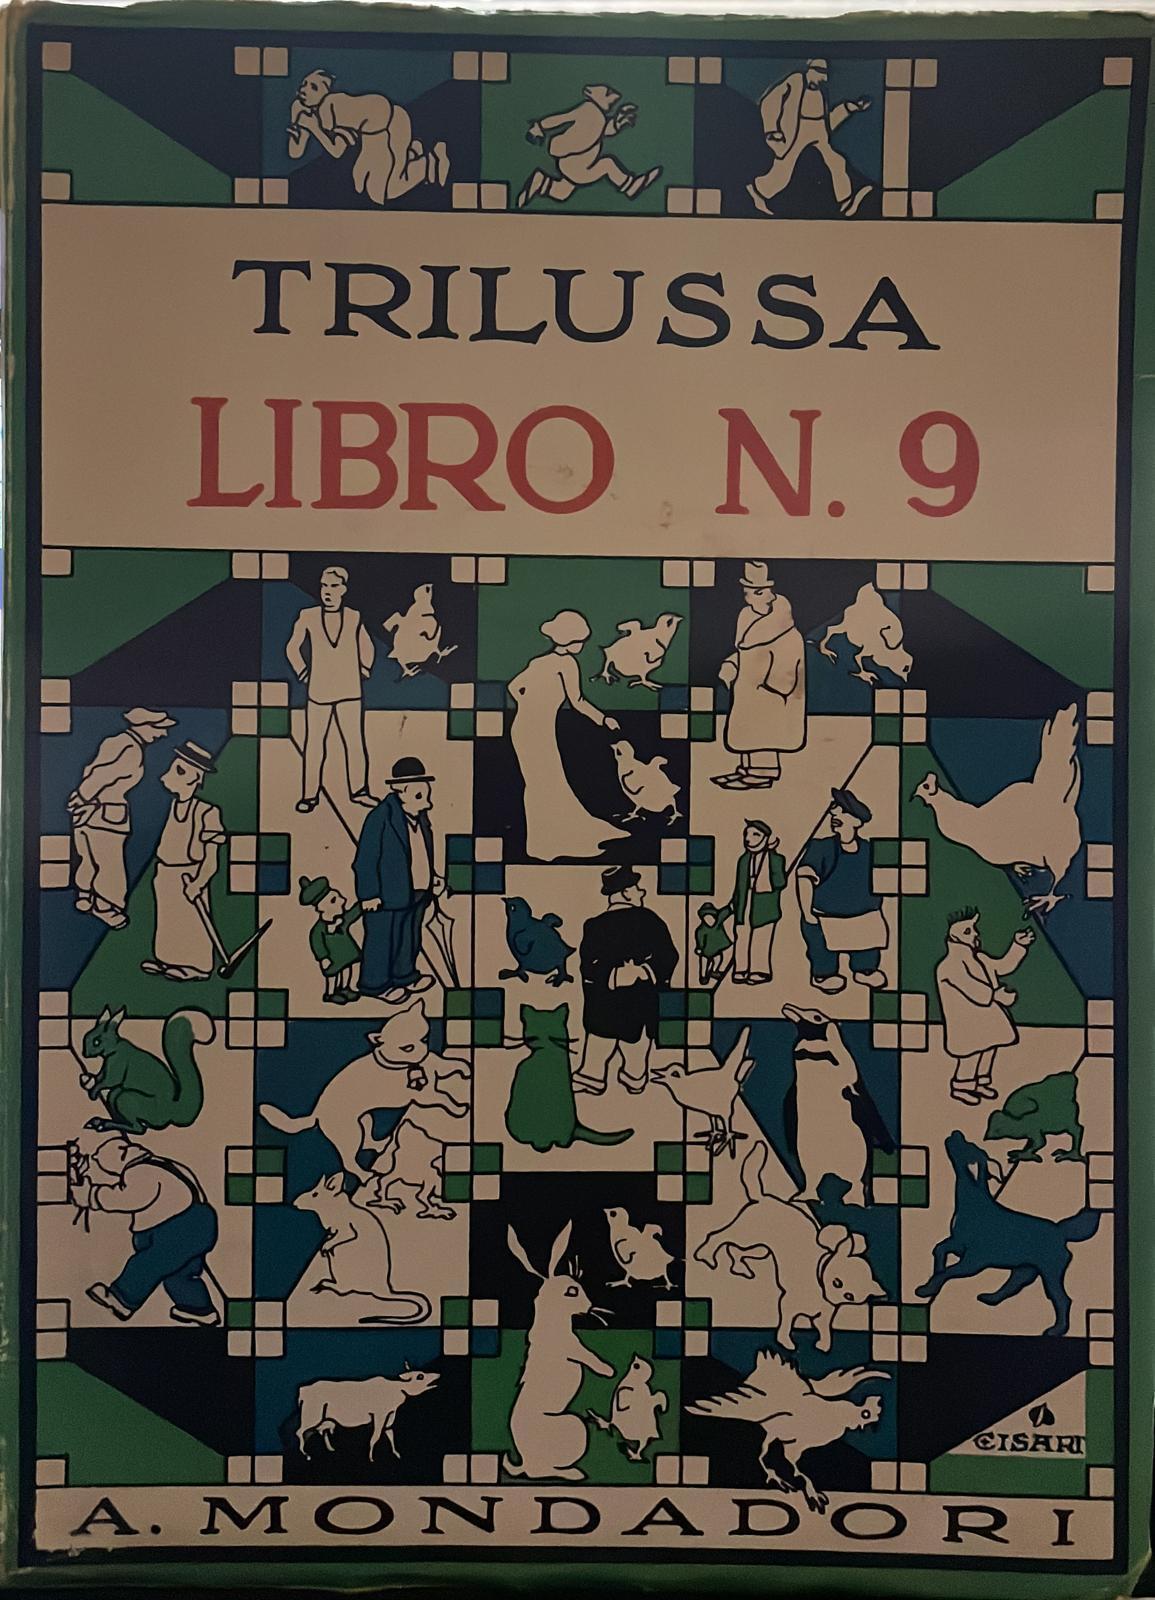 TRILUSSA
LIBRO N. 9
CISARI
A. MONDADORI